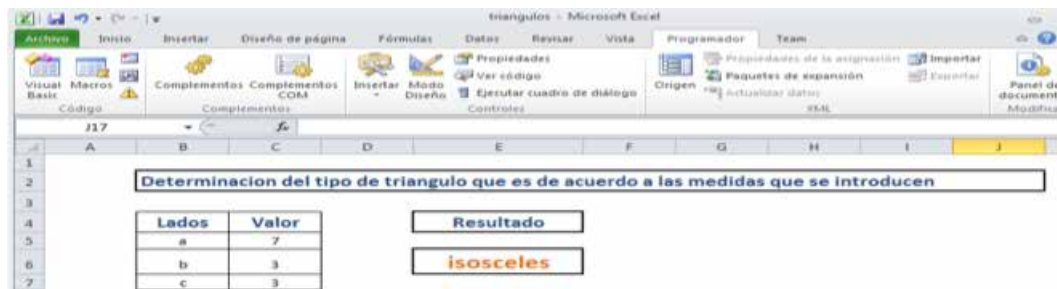 triangulos - Microsoft Excel
Archivo Inicio Insertar Diseño de página Fórmulas Datos Revisar Vista Programador Team
Visual Basic Macros Complementos Complementos COM Insertar Modo Diseño Propiedades Ver código Ejecutar cuadro de diálogo Origen Propiedades de la asignación Paquetes de expansión Actualizar datos Importar Exportar Panel de document
Código Complementos Controles XML Modifica
J17 fx
A B C D E F G H I J
1
2 Determinacion del tipo de triangulo que es de acuerdo a las medidas que se introducen
3
4 Lados Valor Resultado
5 a 7
6 b 3 isosceles
7 c 3